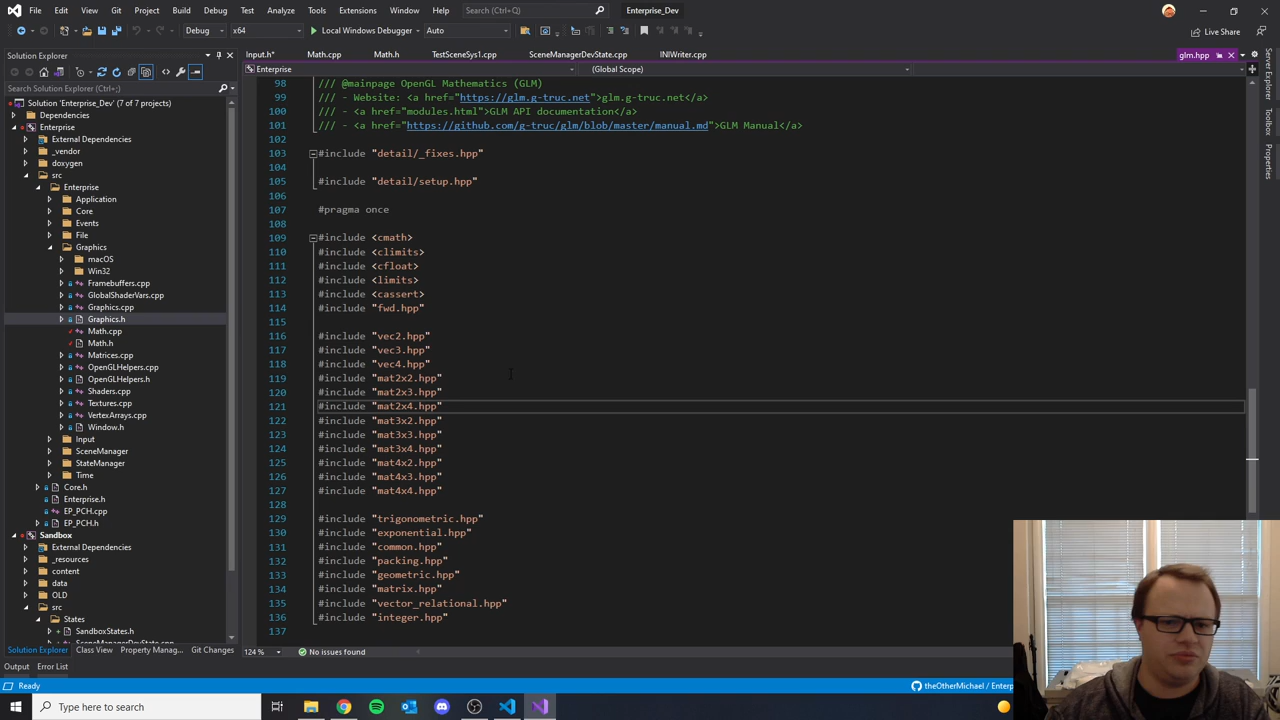 File Edit View Git Project Build Debug Test Analyze Tools Extensions Window Help Search (Ctrl+Q) Enterprise_Dev
Debug x64 Local Windows Debugger Auto Live Share
Solution Explorer
Input.h* Math.cpp Math.h TestSceneSys1.cpp SceneManagerDevState.cpp INIWriter.cpp glm.hpp
Enterprise (Global Scope)
Search Solution Explorer (Ctrl+;)
Solution 'Enterprise_Dev' (7 of 7 projects)
Dependencies
Enterprise
External Dependencies
_vendor
doxygen
src
Enterprise
Application
Core
Events
File
Graphics
macOS
Win32
Framebuffers.cpp
GlobalShaderVars.cpp
Graphics.cpp
Graphics.h
Math.cpp
Math.h
Matrices.cpp
OpenGLHelpers.cpp
OpenGLHelpers.h
Shaders.cpp
Textures.cpp
VertexArrays.cpp
Window.h
Input
SceneManager
StateManager
Time
Core.h
Enterprise.h
EP_PCH.cpp
EP_PCH.h
Sandbox
External Dependencies
_resources
content
data
OLD
src
States
SandboxStates.h
SceneManagerDevState.cpp
98 /// @mainpage OpenGL Mathematics (GLM)
99 /// - Website: <a href="https://glm.g-truc.net">glm.g-truc.net</a>
100 /// - <a href="modules.html">GLM API documentation</a>
101 /// - <a href="https://github.com/g-truc/glm/blob/master/manual.md">GLM Manual</a>
102
103 #include "detail/_fixes.hpp"
104
105 #include "detail/setup.hpp"
106
107 #pragma once
108
109 #include <cmath>
110 #include <climits>
111 #include <cfloat>
112 #include <limits>
113 #include <cassert>
114 #include "fwd.hpp"
115
116 #include "vec2.hpp"
117 #include "vec3.hpp"
118 #include "vec4.hpp"
119 #include "mat2x2.hpp"
120 #include "mat2x3.hpp"
121 #include "mat2x4.hpp"
122 #include "mat3x2.hpp"
123 #include "mat3x3.hpp"
124 #include "mat3x4.hpp"
125 #include "mat4x2.hpp"
126 #include "mat4x3.hpp"
127 #include "mat4x4.hpp"
128
129 #include "trigonometric.hpp"
130 #include "exponential.hpp"
131 #include "common.hpp"
132 #include "packing.hpp"
133 #include "geometric.hpp"
134 #include "matrix.hpp"
135 #include "vector_relational.hpp"
136 #include "integer.hpp"
137
Server Explorer
Toolbox
Properties
Solution Explorer Class View Property Manag... Git Changes 124 % No issues found
Output Error List
Ready theOtherMichael / Enterp
Type here to search